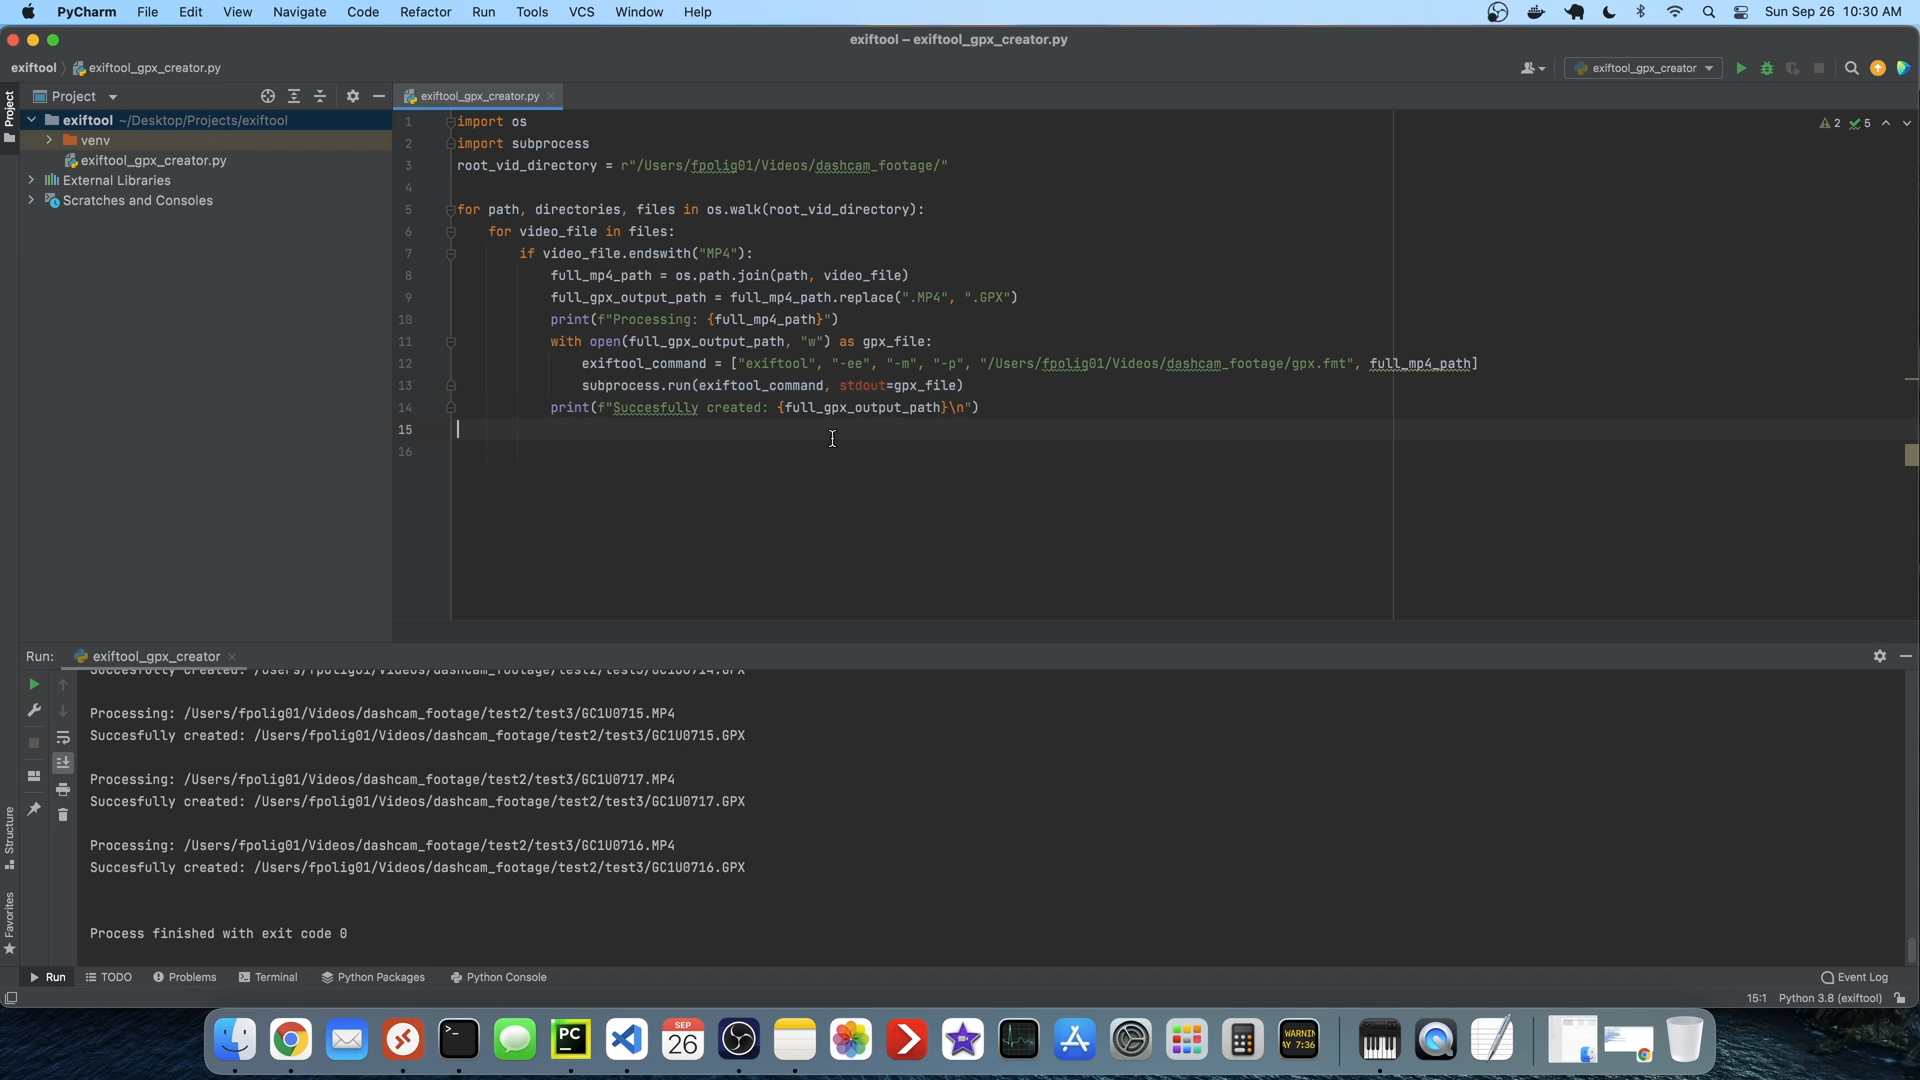 PyCharm File Edit View Navigate Code Refactor Run Tools VCS Window Help Sun Sep 26 10:30 AM
exiftool – exiftool_gpx_creator.py
exiftool exiftool_gpx_creator.py exiftool_gpx_creator
Project Project exiftool_gpx_creator.py
exiftool ~/Desktop/Projects/exiftool
venv
exiftool_gpx_creator.py
External Libraries
Scratches and Consoles
2 5
1 import os
2 import subprocess
3 root_vid_directory = r"/Users/fpolig01/Videos/dashcam_footage/"
4
5 for path, directories, files in os.walk(root_vid_directory):
6 for video_file in files:
7 if video_file.endswith("MP4"):
8 full_mp4_path = os.path.join(path, video_file)
9 full_gpx_output_path = full_mp4_path.replace(".MP4", ".GPX")
10 print(f"Processing: {full_mp4_path}")
11 with open(full_gpx_output_path, "w") as gpx_file:
12 exiftool_command = ["exiftool", "-ee", "-m", "-p", "/Users/fpolig01/Videos/dashcam_footage/gpx.fmt", full_mp4_path]
13 subprocess.run(exiftool_command, stdout=gpx_file)
14 print(f"Succesfully created: {full_gpx_output_path}\n")
15
16
Run: exiftool_gpx_creator
Succesfully created: /Users/fpolig01/Videos/dashcam_footage/test2/test3/GC1U0714.GPX
Processing: /Users/fpolig01/Videos/dashcam_footage/test2/test3/GC1U0715.MP4
Succesfully created: /Users/fpolig01/Videos/dashcam_footage/test2/test3/GC1U0715.GPX
Processing: /Users/fpolig01/Videos/dashcam_footage/test2/test3/GC1U0717.MP4
Succesfully created: /Users/fpolig01/Videos/dashcam_footage/test2/test3/GC1U0717.GPX
Processing: /Users/fpolig01/Videos/dashcam_footage/test2/test3/GC1U0716.MP4
Succesfully created: /Users/fpolig01/Videos/dashcam_footage/test2/test3/GC1U0716.GPX
Process finished with exit code 0
Structure
Favorites
Run TODO Problems Terminal Python Packages Python Console Event Log
15:1 Python 3.8 (exiftool)
PC
SEP
26
WARNIN
AY 7:36